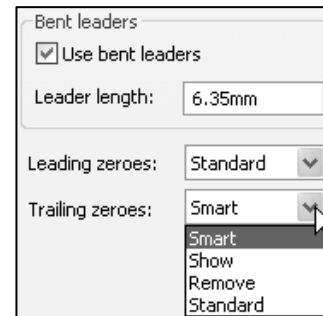 Bent leaders
Use bent leaders
Leader length: 6.35mm
Leading zeroes: Standard
Trailing zeroes: Smart
Smart
Show
Remove
Standard